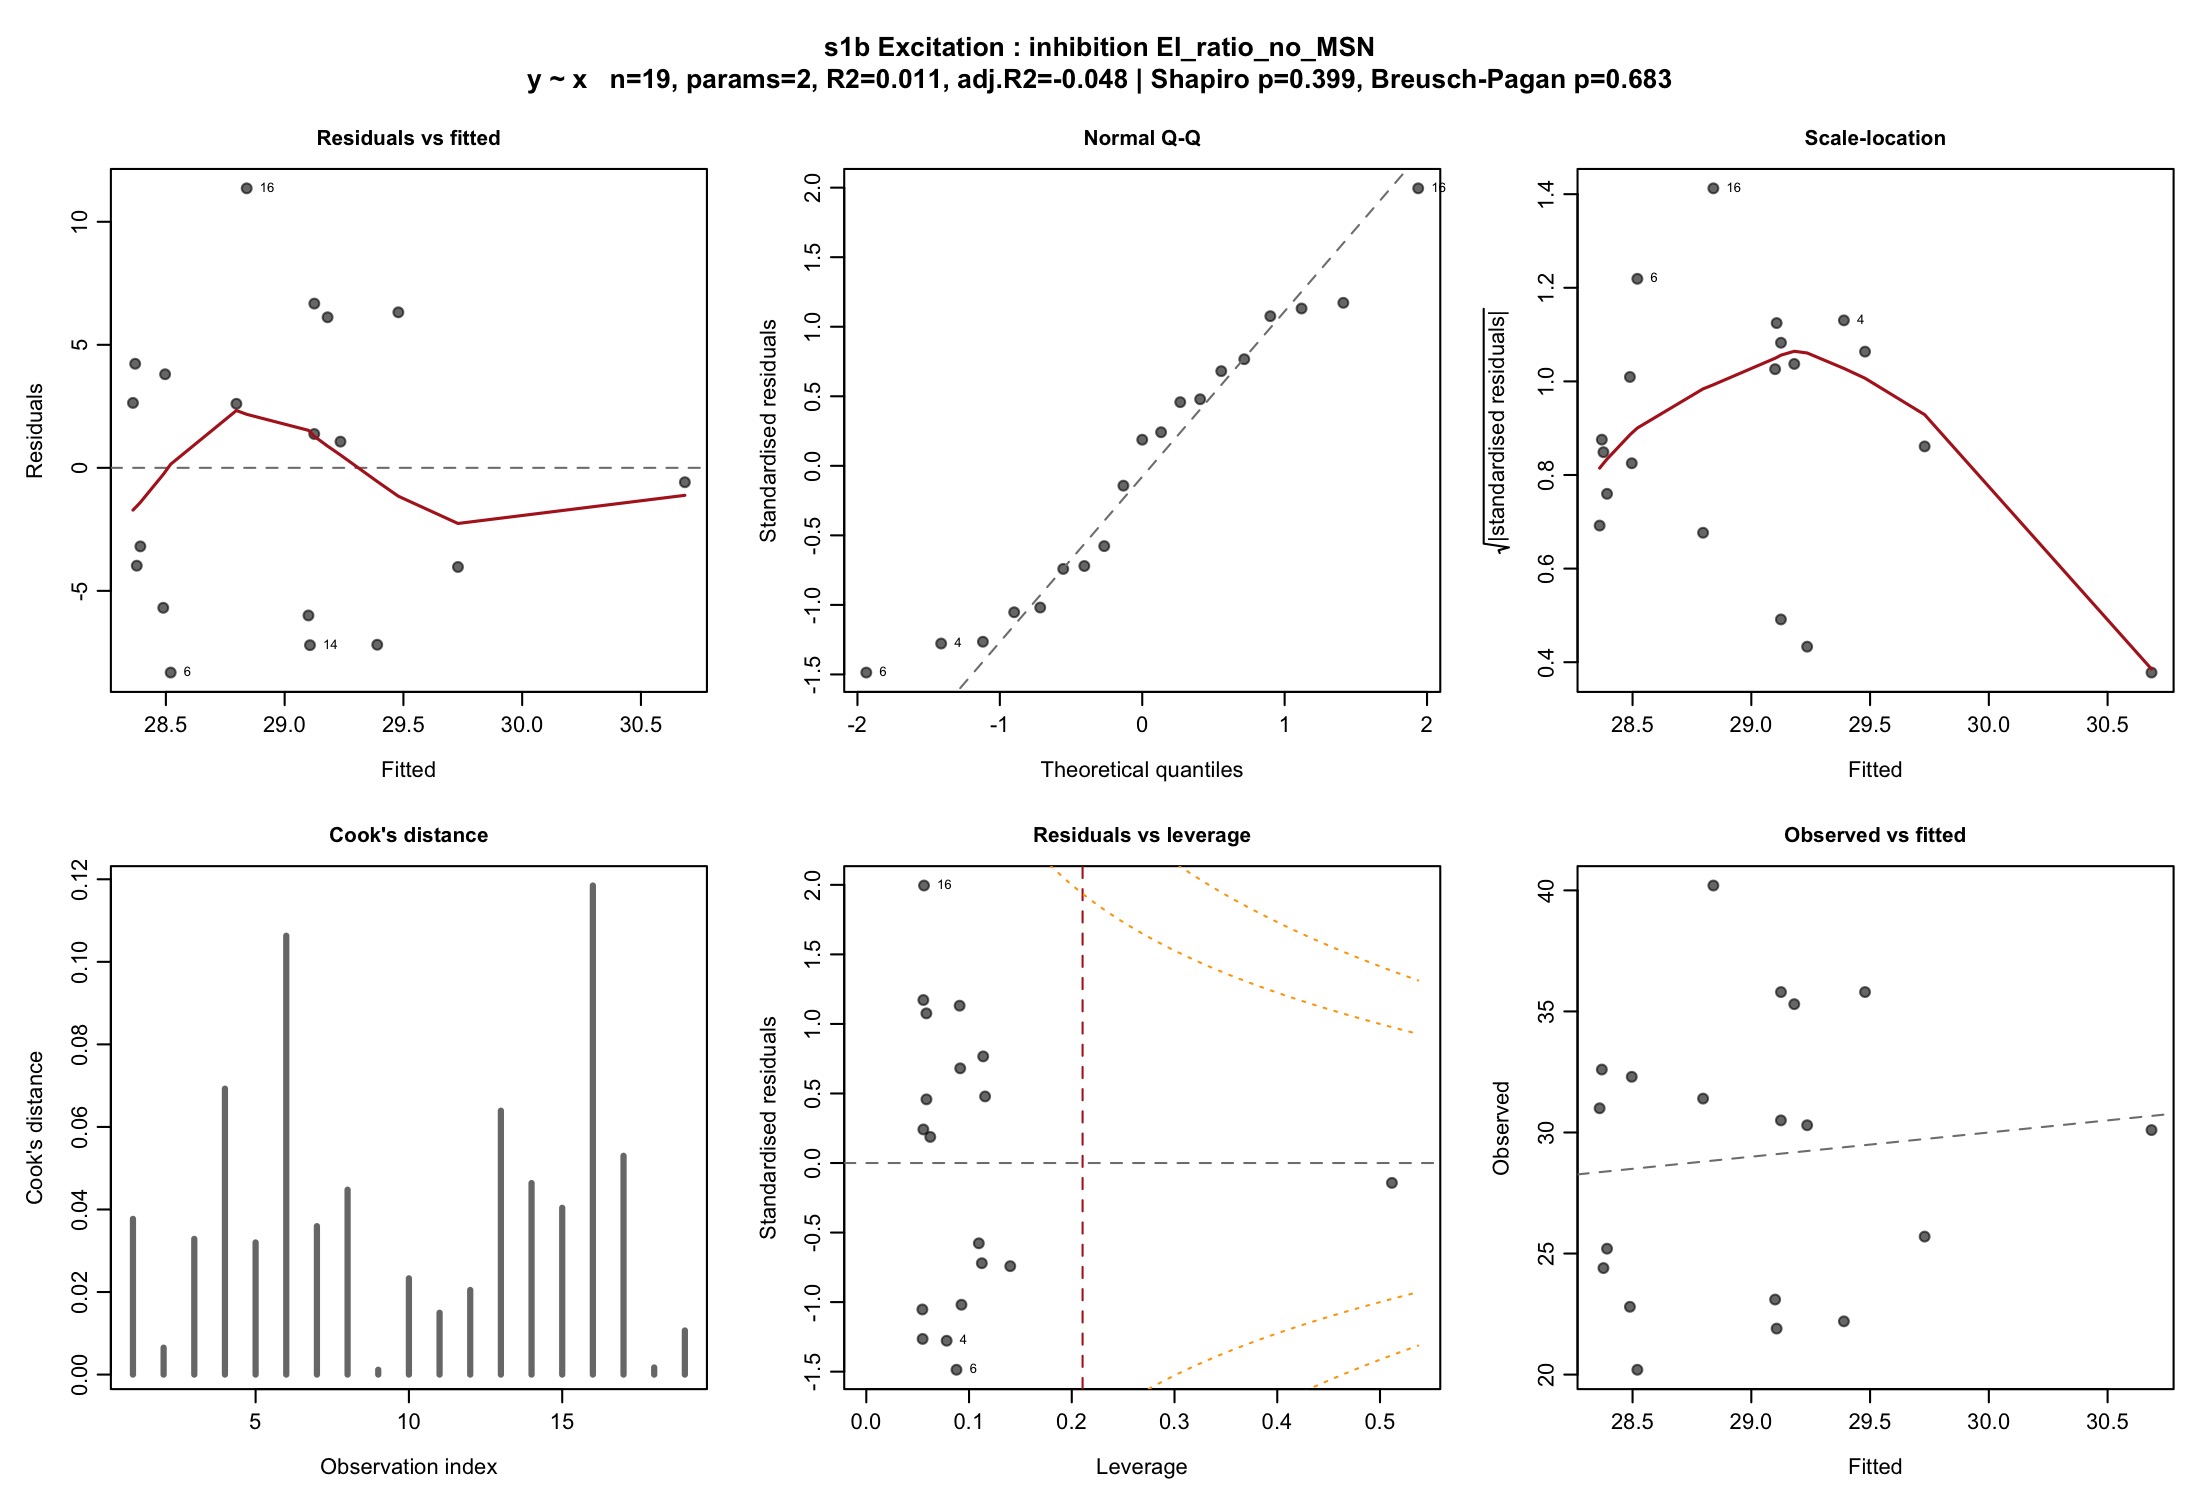 s1b Excitation : inhibition EI_ratio_no_MSN
y ~ x   n=19, params=2, R2=0.011, adj.R2=-0.048 | Shapiro p=0.399, Breusch-Pagan p=0.683
Residuals vs fitted
Residuals
10
5
0
-5
16
14
6
28.5 29.0 29.5 30.0 30.5
Fitted
Normal Q-Q
Standardised residuals
2.0
1.5
1.0
0.5
0.0
-0.5
-1.0
-1.5
16
4
6
-2 -1 0 1 2
Theoretical quantiles
Scale-location
√|standardised residuals|
1.4
1.2
1.0
0.8
0.6
0.4
16
6
4
28.5 29.0 29.5 30.0 30.5
Fitted
Cook's distance
Cook's distance
0.12
0.10
0.08
0.06
0.04
0.02
0.00
5 10 15
Observation index
Residuals vs leverage
Standardised residuals
2.0
1.5
1.0
0.5
0.0
-0.5
-1.0
-1.5
16
4
6
0.0 0.1 0.2 0.3 0.4 0.5
Leverage
Observed vs fitted
Observed
40
35
30
25
20
28.5 29.0 29.5 30.0 30.5
Fitted